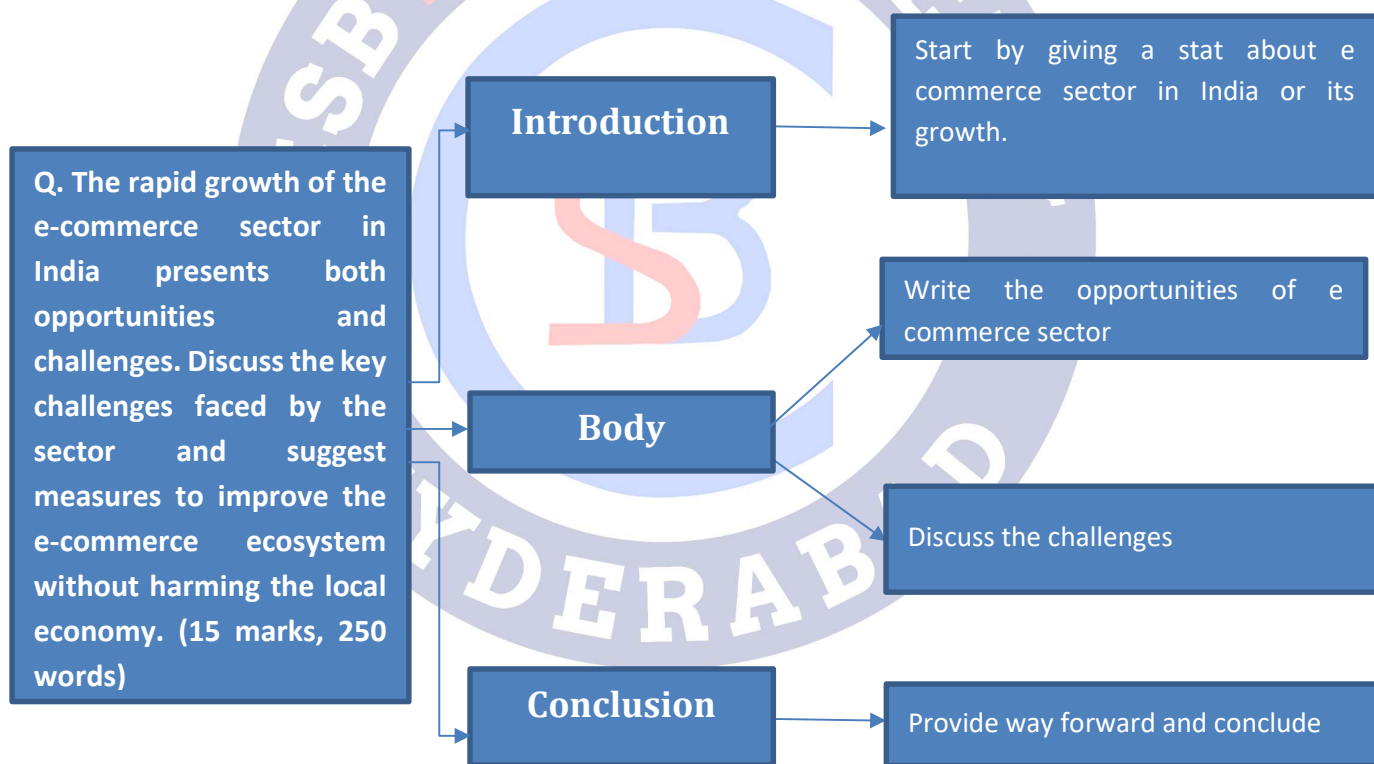 Q. The rapid growth of the
e-commerce sector in
India presents both
opportunities and
challenges. Discuss the key
challenges faced by the
sector and suggest
measures to improve the
e-commerce ecosystem
without harming the local
economy. (15 marks, 250
words)
Introduction
Start by giving a stat about e
commerce sector in India or its
growth.
Body
Write the opportunities of e
commerce sector
Discuss the challenges
Conclusion
Provide way forward and conclude
CSB
YDERABAD